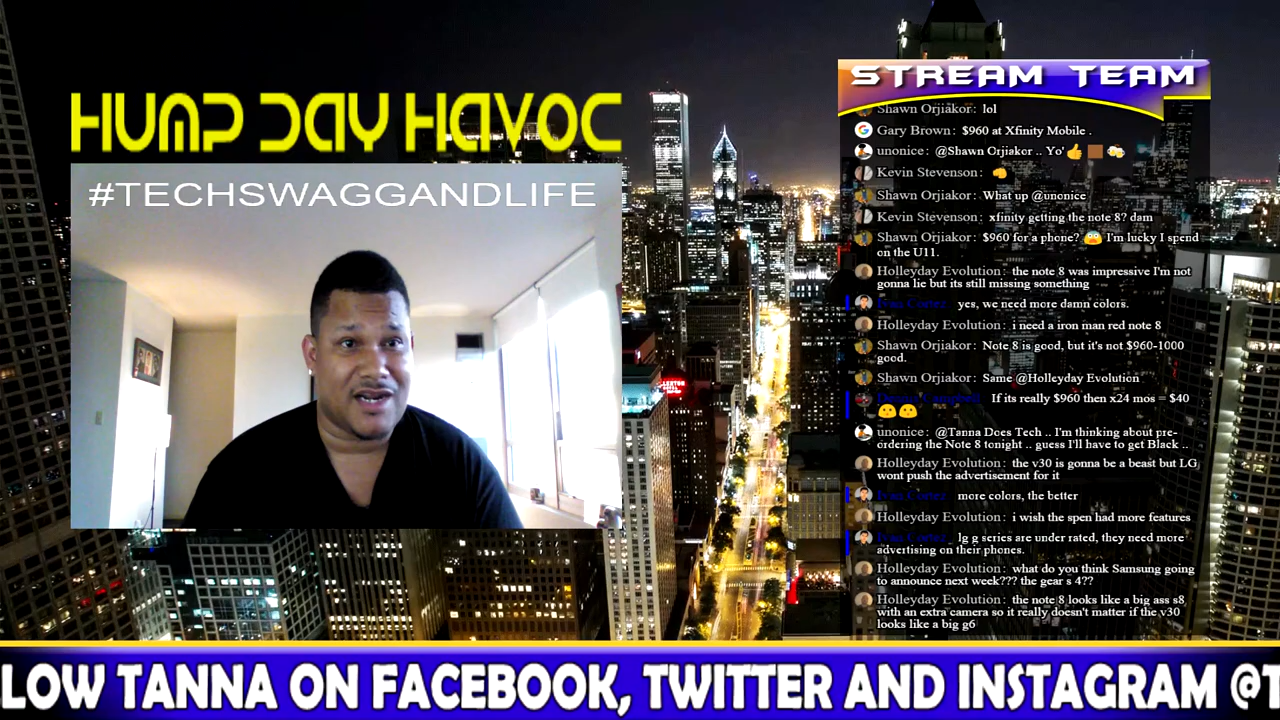 HUMP DAY HAVOC
#TECHSWAGGANDLIFE
STREAM TEAM
Shawn Orjiakor: lol
Gary Brown: $960 at Xfinity Mobile .
unonice: @Shawn Orjiakor .. Yo'👍🏾🍻
Kevin Stevenson: 👊
Shawn Orjiakor: What up @unonice
Kevin Stevenson: xfinity getting the note 8? dam
Shawn Orjiakor: $960 for a phone? 😨 I'm lucky I spend
on the U11.
Holleyday Evolution: the note 8 was impressive I'm not
gonna lie but its still missing something
Ivan Cortez yes, we need more damn colors.
Holleyday Evolution: i need a iron man red note 8
Shawn Orjiakor: Note 8 is good, but it's not $960-1000
good.
Shawn Orjiakor: Same @Holleyday Evolution
Campbell If its really $960 then x24 mos = $40
unonice: @Tanna Does Tech .. I'm thinking about pre-
ordering the Note 8 tonight .. guess I'll have to get Black ..
Holleyday Evolution: the v30 is gonna be a beast but LG
wont push the advertisement for it
Ivan Cortez more colors, the better
Holleyday Evolution: i wish the spen had more features
Ivan Cortez lg g series are under rated, they need more
advertising on their phones.
Holleyday Evolution: what do you think Samsung going
to announce next week??? the gear s 4??
Holleyday Evolution: the note 8 looks like a big ass s8
with an extra camera so it really doesn't matter if the v30
looks like a big g6
LOW TANNA ON FACEBOOK, TWITTER AND INSTAGRAM @T